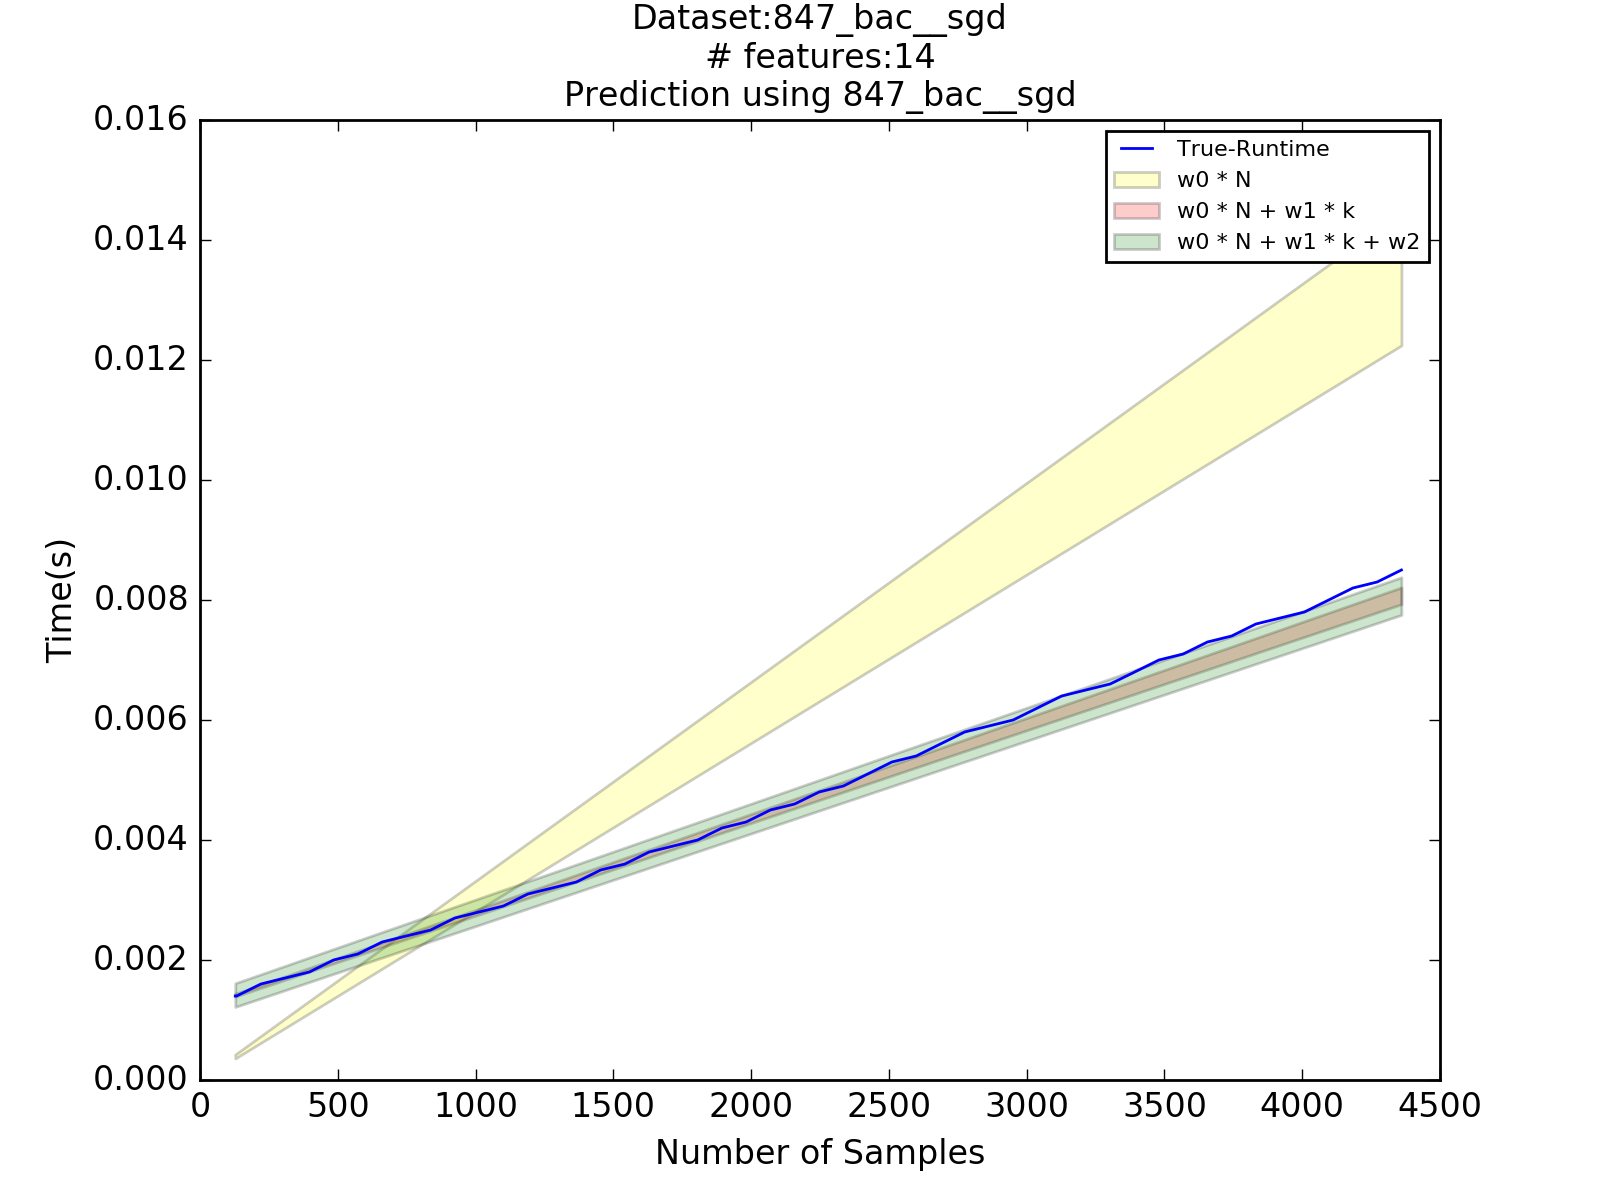 Dataset:847_bac__sgd
# features:14
Prediction using 847_bac__sgd
True-Runtime
w0 * N
w0 * N + w1 * k
w0 * N + w1 * k + w2
0.016
0.014
0.012
0.010
0.008
0.006
0.004
0.002
0.000
Time(s)
0 500 1000 1500 2000 2500 3000 3500 4000 4500
Number of Samples